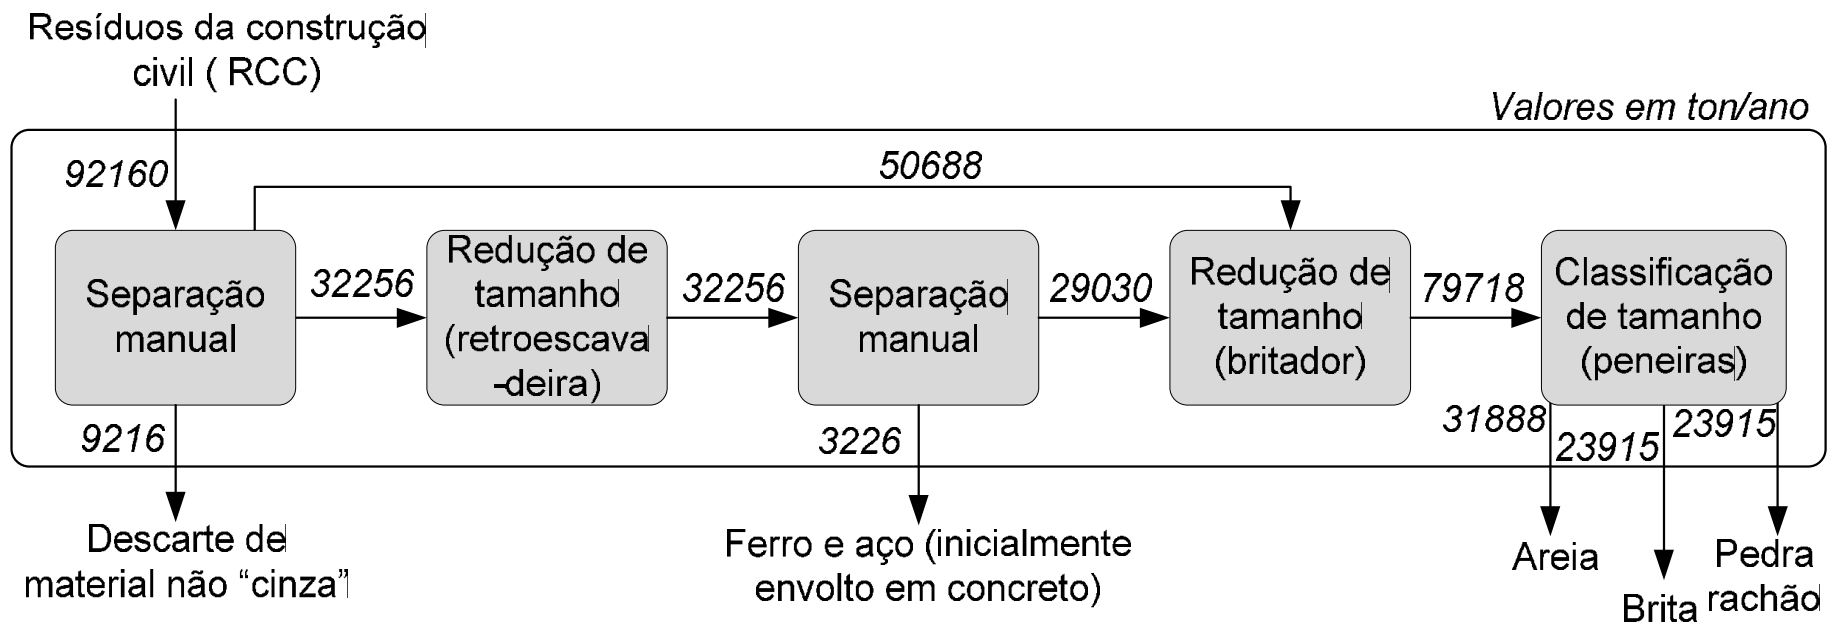 Resíduos da construção
civil ( RCC)
Valores em ton/ano
92160
50688
Separação
manual
32256
Redução de
tamanho
(retroescava
-deira)
32256
Separação
manual
29030
Redução de
tamanho
(britador)
79718
Classificação
de tamanho
(peneiras)
9216
3226
31888
23915
23915
Descarte de
material não “cinza”
Ferro e aço (inicialmente
envolto em concreto)
Areia
Brita
Pedra
rachão